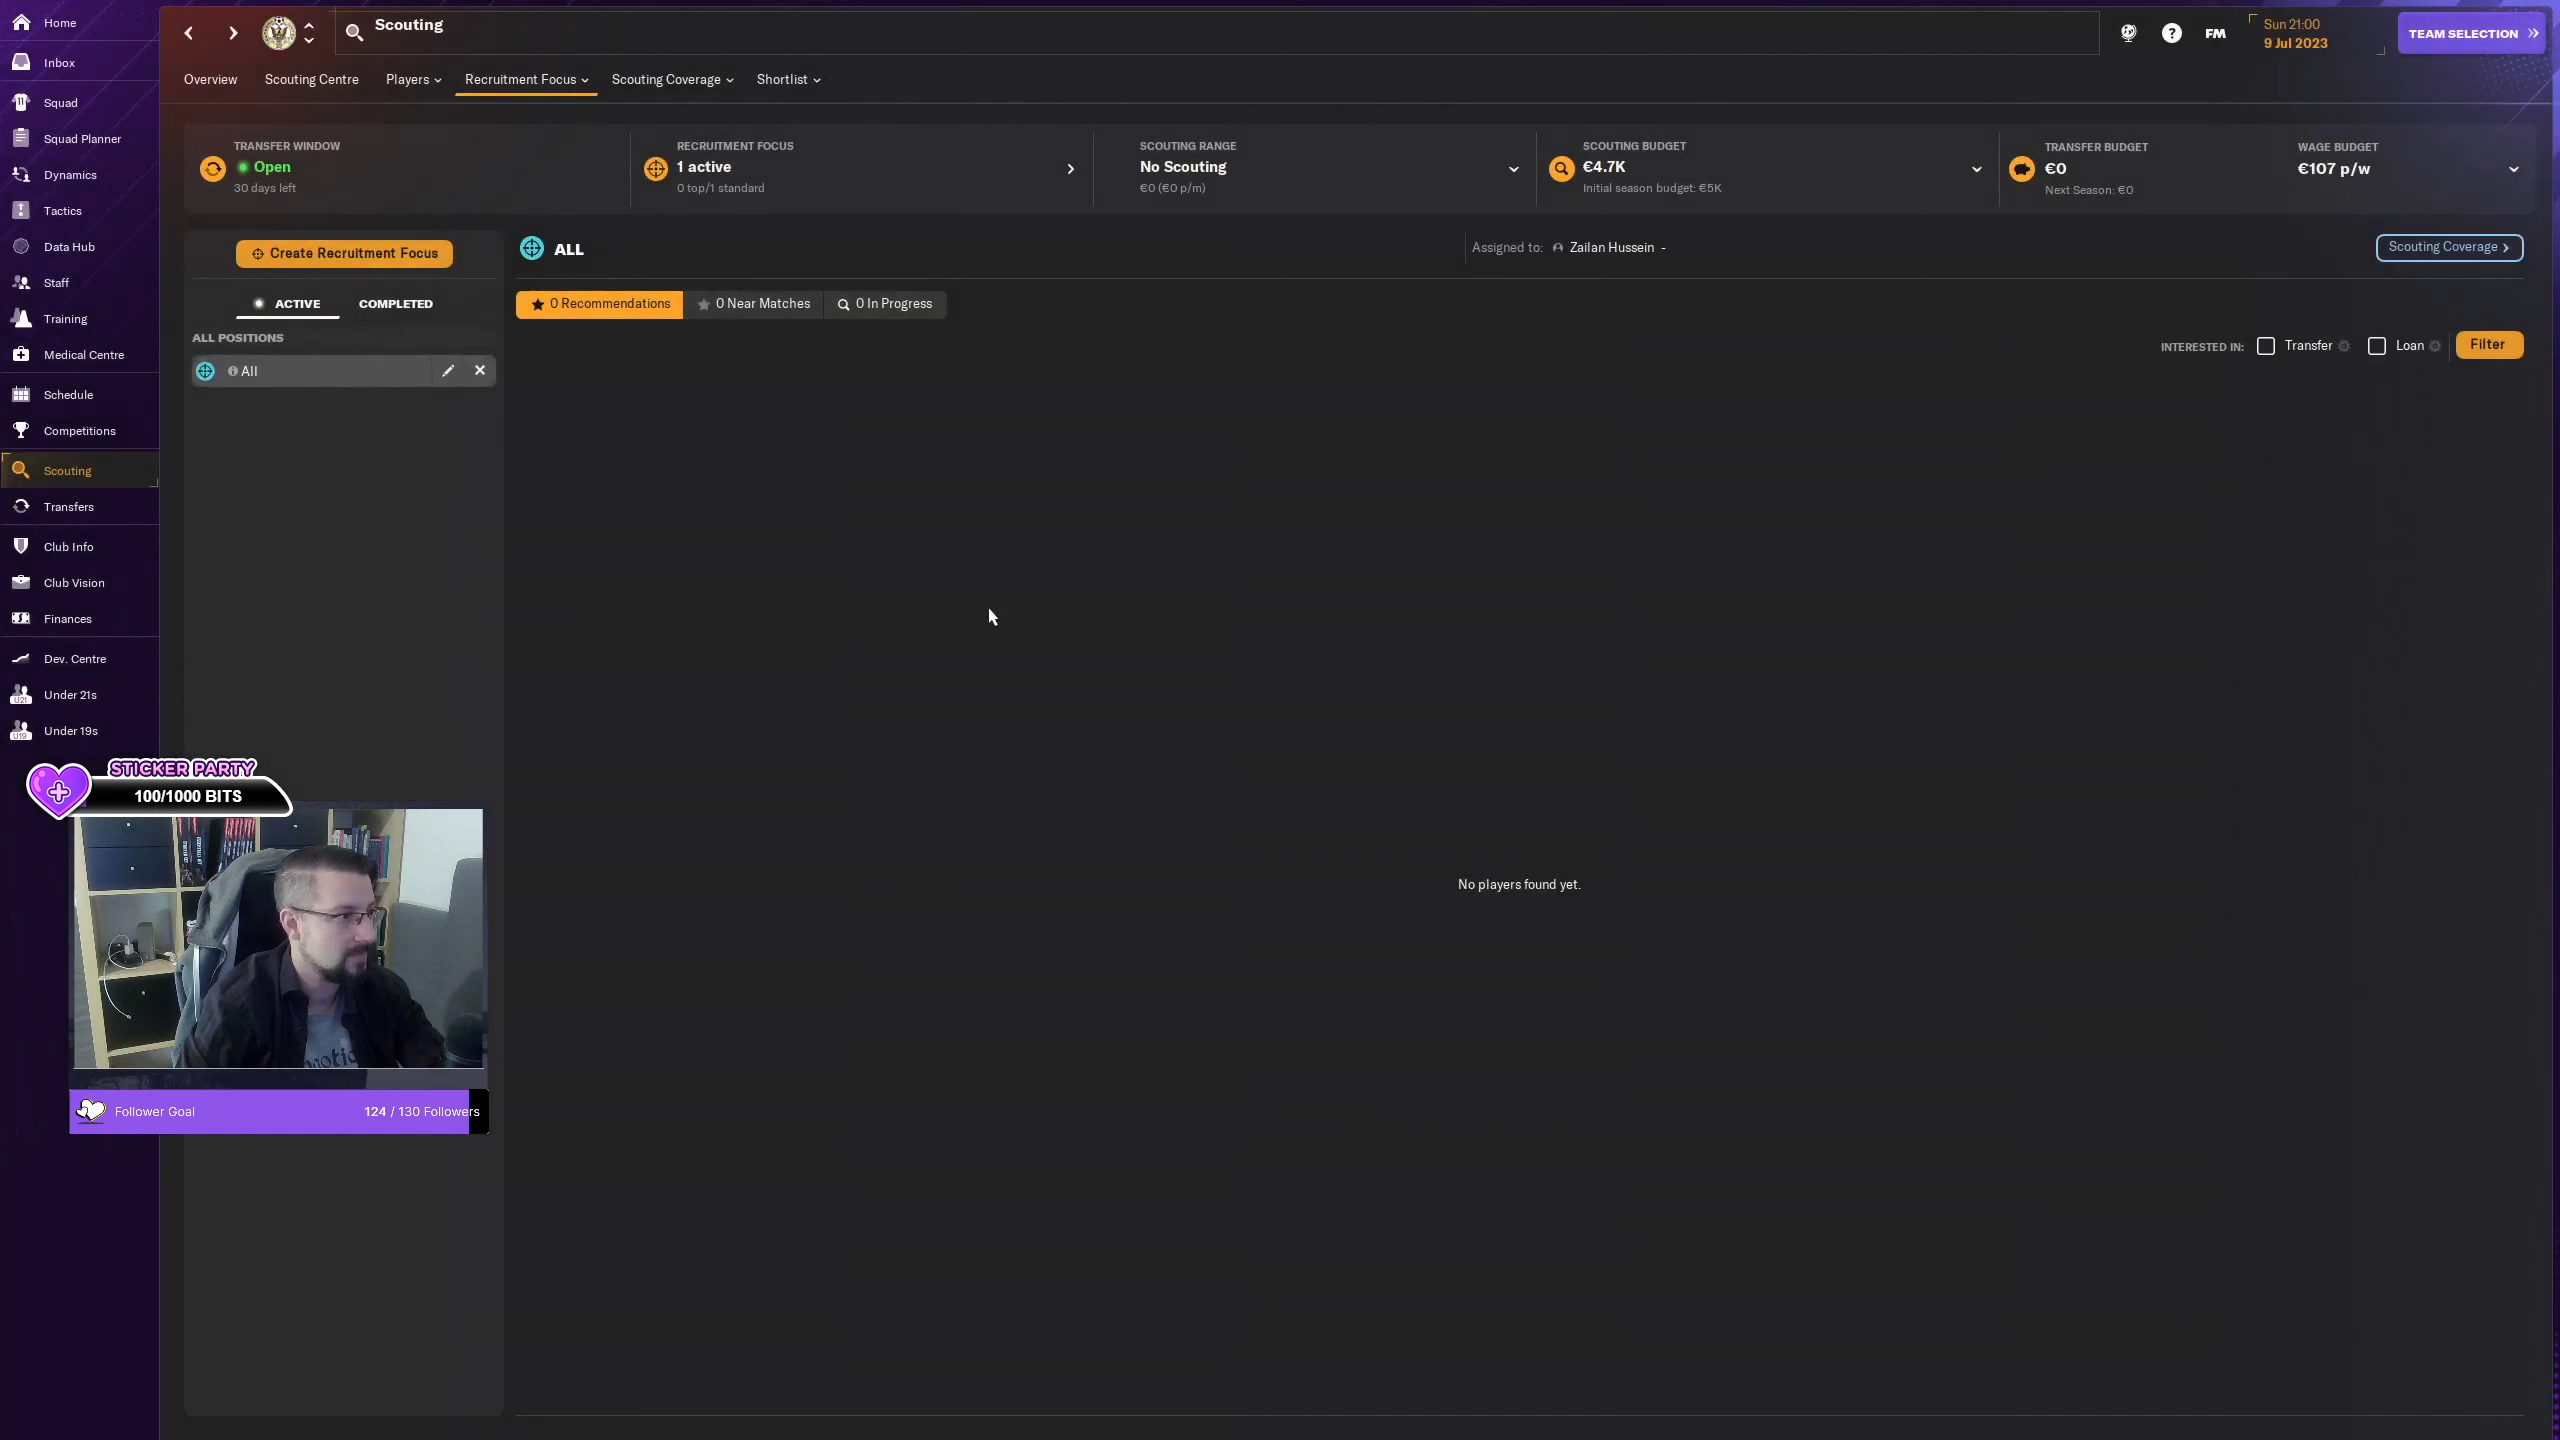 Home
Inbox
Squad
Squad Planner
Dynamics
Tactics
Data Hub
Staff
Training
Medical Centre
Schedule
Competitions
Scouting
Transfers
Club Info
Club Vision
Finances
Dev. Centre
Under 21s
Under 19s
Scouting
FM
Sun 21:00
9 Jul 2023
TEAM SELECTION
Overview
Scouting Centre
Players
Recruitment Focus
Scouting Coverage
Shortlist
TRANSFER WINDOW
Open
30 days left
RECRUITMENT FOCUS
1 active
0 top/1 standard
SCOUTING RANGE
No Scouting
€0 (€0 p/m)
SCOUTING BUDGET
€4.7K
Initial season budget: €5K
TRANSFER BUDGET
€0
Next Season: €0
WAGE BUDGET
€107 p/w
Create Recruitment Focus
ACTIVE
COMPLETED
ALL POSITIONS
All
ALL
Assigned to: Zailan Hussein -
Scouting Coverage
0 Recommendations
0 Near Matches
0 In Progress
INTERESTED IN:
Transfer
Loan
Filter
No players found yet.
STICKER PARTY
100/1000 BITS
Follower Goal
124 / 130 Followers